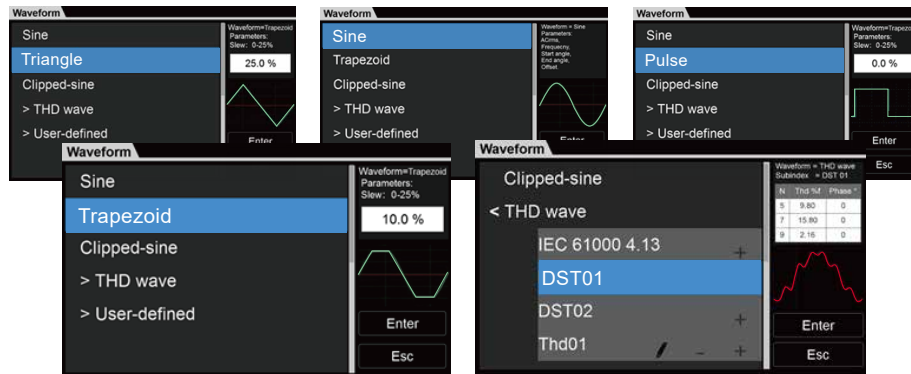 Waveform
Sine
Triangle
Clipped-sine
> THD wave
> User-defined
Waveform=Trapezoid
Parameters:
Slew: 0-25%
25.0 %
Enter
Waveform
Sine
Trapezoid
Clipped-sine
> THD wave
> User-defined
Waveform = Sine
Parameters:
ACrms,
Frequecny,
Start angle,
End angle,
Offset
Enter
Waveform
Sine
Pulse
Clipped-sine
> THD wave
> User-defined
Waveform=Trapezo
Parameters:
Slew: 0-25%
0.0 %
Enter
Esc
Waveform
Sine
Trapezoid
Clipped-sine
> THD wave
> User-defined
Waveform=Trapezoid
Parameters:
Slew: 0-25%
10.0 %
Enter
Esc
Waveform
Clipped-sine
< THD wave
IEC 61000 4.13 +
DST01
DST02 +
Thd01 - +
Waveform = THD wave
Subindex = DST 01
N Thd %f Phase °
5 9.80 0
7 15.80 0
9 2.16 0
Enter
Esc